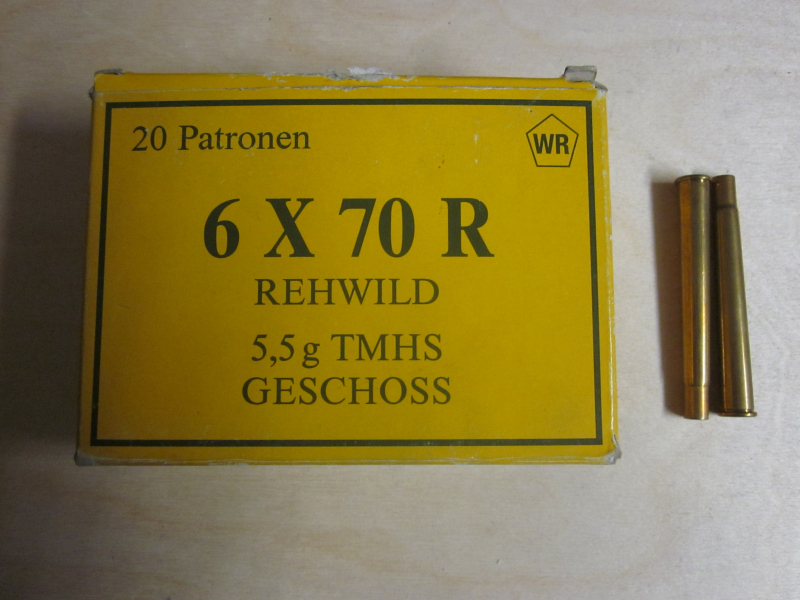 20 Patronen
WR
6 X 70 R
REHWILD
5,5 g TMHS
GESCHOSS